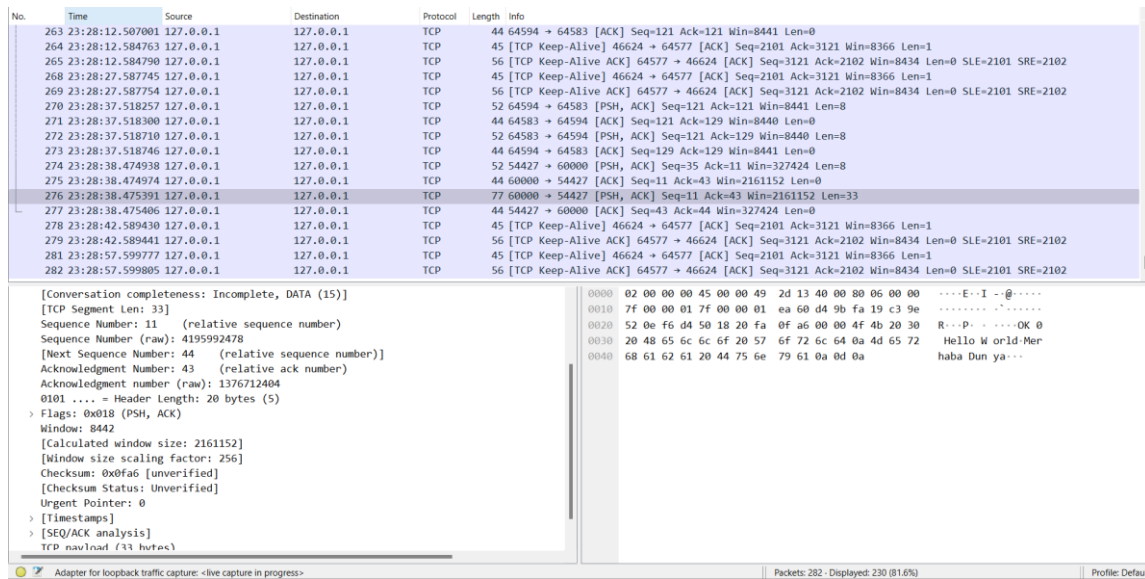 No. Time Source Destination Protocol Length Info
263 23:28:12.507001 127.0.0.1 127.0.0.1 TCP 44 64594 → 64583 [ACK] Seq=121 Ack=121 Win=8441 Len=0
264 23:28:12.584763 127.0.0.1 127.0.0.1 TCP 45 [TCP Keep-Alive] 46624 → 64577 [ACK] Seq=2101 Ack=3121 Win=8366 Len=1
265 23:28:12.584790 127.0.0.1 127.0.0.1 TCP 56 [TCP Keep-Alive ACK] 64577 → 46624 [ACK] Seq=3121 Ack=2102 Win=8434 Len=0 SLE=2101 SRE=2102
268 23:28:27.587745 127.0.0.1 127.0.0.1 TCP 45 [TCP Keep-Alive] 46624 → 64577 [ACK] Seq=2101 Ack=3121 Win=8366 Len=1
269 23:28:27.587754 127.0.0.1 127.0.0.1 TCP 56 [TCP Keep-Alive ACK] 64577 → 46624 [ACK] Seq=3121 Ack=2102 Win=8434 Len=0 SLE=2101 SRE=2102
270 23:28:37.518257 127.0.0.1 127.0.0.1 TCP 52 64594 → 64583 [PSH, ACK] Seq=121 Ack=121 Win=8441 Len=8
271 23:28:37.518300 127.0.0.1 127.0.0.1 TCP 44 64583 → 64594 [ACK] Seq=121 Ack=129 Win=8440 Len=0
272 23:28:37.518710 127.0.0.1 127.0.0.1 TCP 52 64583 → 64594 [PSH, ACK] Seq=121 Ack=129 Win=8440 Len=8
273 23:28:37.518746 127.0.0.1 127.0.0.1 TCP 44 64594 → 64583 [ACK] Seq=129 Ack=129 Win=8441 Len=0
274 23:28:38.474938 127.0.0.1 127.0.0.1 TCP 52 54427 → 60000 [PSH, ACK] Seq=35 Ack=11 Win=327424 Len=8
275 23:28:38.474974 127.0.0.1 127.0.0.1 TCP 44 60000 → 54427 [ACK] Seq=11 Ack=43 Win=2161152 Len=0
276 23:28:38.475391 127.0.0.1 127.0.0.1 TCP 77 60000 → 54427 [PSH, ACK] Seq=11 Ack=43 Win=2161152 Len=33
277 23:28:38.475406 127.0.0.1 127.0.0.1 TCP 44 54427 → 60000 [ACK] Seq=43 Ack=44 Win=327424 Len=0
278 23:28:42.589430 127.0.0.1 127.0.0.1 TCP 45 [TCP Keep-Alive] 46624 → 64577 [ACK] Seq=2101 Ack=3121 Win=8366 Len=1
279 23:28:42.589441 127.0.0.1 127.0.0.1 TCP 56 [TCP Keep-Alive ACK] 64577 → 46624 [ACK] Seq=3121 Ack=2102 Win=8434 Len=0 SLE=2101 SRE=2102
281 23:28:57.599777 127.0.0.1 127.0.0.1 TCP 45 [TCP Keep-Alive] 46624 → 64577 [ACK] Seq=2101 Ack=3121 Win=8366 Len=1
282 23:28:57.599805 127.0.0.1 127.0.0.1 TCP 56 [TCP Keep-Alive ACK] 64577 → 46624 [ACK] Seq=3121 Ack=2102 Win=8434 Len=0 SLE=2101 SRE=2102
[Conversation completeness: Incomplete, DATA (15)]
[TCP Segment Len: 33]
Sequence Number: 11 (relative sequence number)
Sequence Number (raw): 4195992478
[Next Sequence Number: 44 (relative sequence number)]
Acknowledgment Number: 43 (relative ack number)
Acknowledgment number (raw): 1376712404
0101 .... = Header Length: 20 bytes (5)
> Flags: 0x018 (PSH, ACK)
Window: 8442
[Calculated window size: 2161152]
[Window size scaling factor: 256]
Checksum: 0x0fa6 [unverified]
[Checksum Status: Unverified]
Urgent Pointer: 0
> [Timestamps]
> [SEQ/ACK analysis]
TCP payload (33 bytes)
0000 02 00 00 00 45 00 00 49 2d 13 40 00 80 06 00 00 ····E··I -·@·····
0010 7f 00 00 01 7f 00 00 01 ea 60 d4 9b fa 19 c3 9e ········ ·`······
0020 52 0e f6 d4 50 18 20 fa 0f a6 00 00 4f 4b 20 30 R···P· · ····OK 0
0030 20 48 65 6c 6c 6f 20 57 6f 72 6c 64 0a 4d 65 72 Hello W orld·Mer
0040 68 61 62 61 20 44 75 6e 79 61 0a 0d 0a haba Dun ya···
Adapter for loopback traffic capture: <live capture in progress> Packets: 282 · Displayed: 230 (81.6%) Profile: Defau